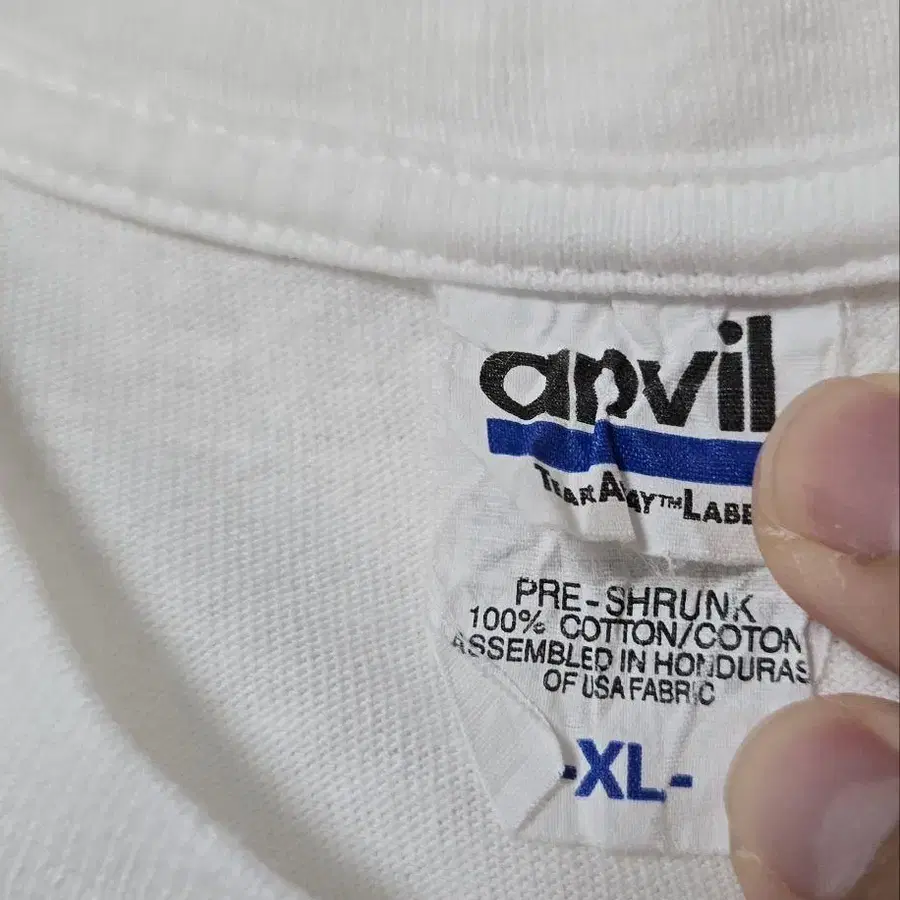 anvil
TEAR AWAY™ LABEL
PRE-SHRUNK
100% COTTON/COTON
ASSEMBLED IN HONDURAS
OF USA FABRIC
-XL-